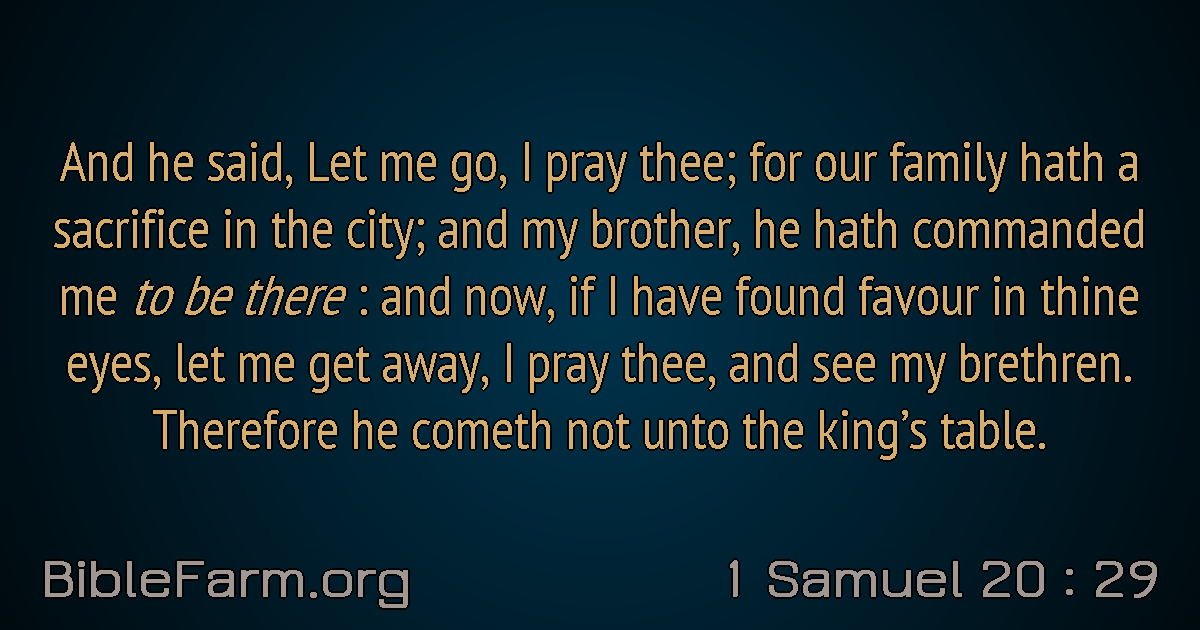 And he said, Let me go, I pray thee; for our family hath a
sacrifice in the city; and my brother, he hath commanded
me to be there : and now, if I have found favour in thine
eyes, let me get away, I pray thee, and see my brethren.
Therefore he cometh not unto the king’s table.
BibleFarm.org
1 Samuel 20 : 29